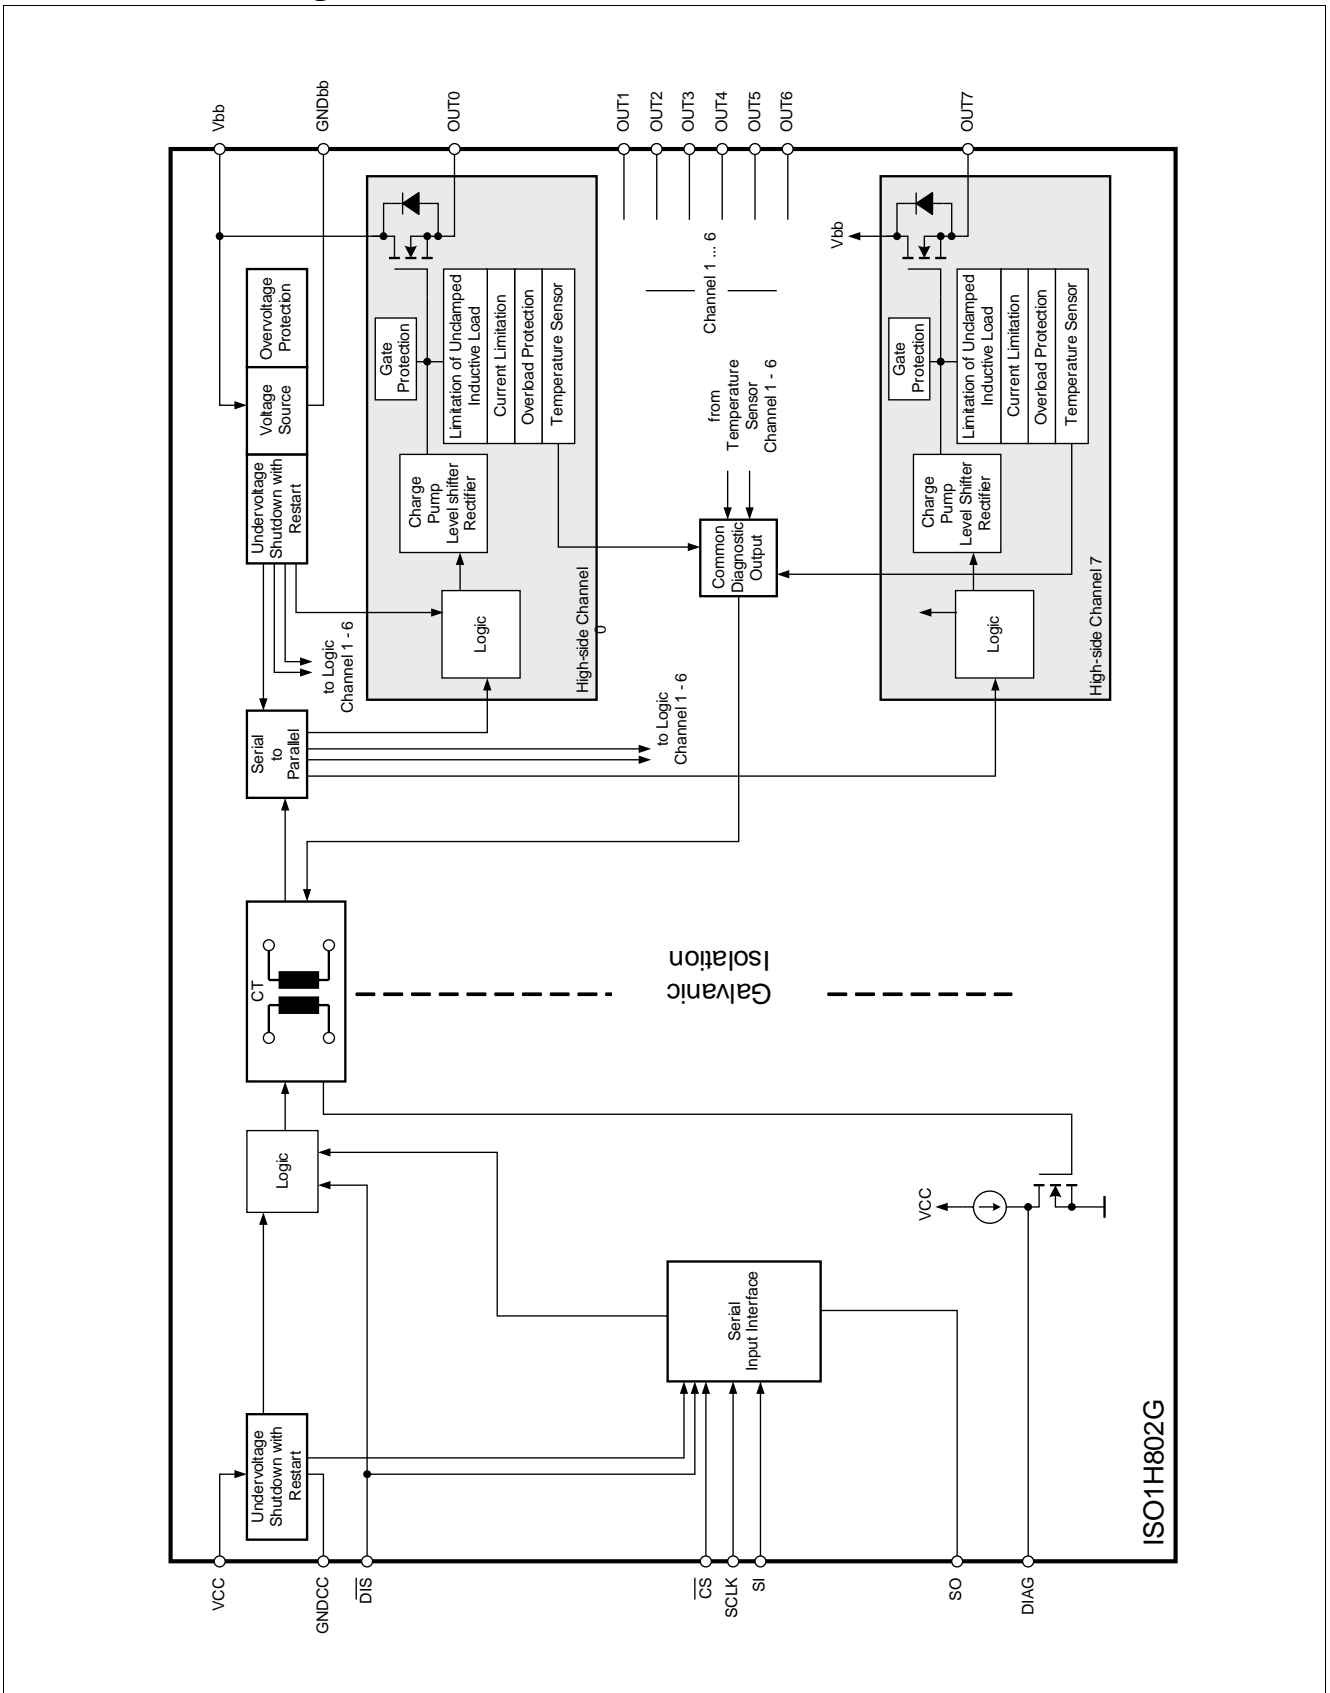 Vbb
GNDbb
OUT0
OUT1
OUT2
OUT3
OUT4
OUT5
OUT6
OUT7
Overvoltage
Protection
Voltage
Source
Undervoltage
Shutdown with
Restart
Gate
Protection
Limitation of Unclamped
Inductive Load
Current Limitation
Overload Protection
Temperature Sensor
Charge
Pump
Level shifter
Rectifier
Logic
High-side Channel
0
Channel 1 ... 6
from
Temperature
Sensor
Channel 1 - 6
Common
Diagnostic
Output
Vbb
Gate
Protection
Limitation of Unclamped
Inductive Load
Current Limitation
Overload Protection
Temperature Sensor
Charge
Pump
Level Shifter
Rectifier
Logic
High-side Channel 7
to Logic
Channel 1 - 6
to Logic
Channel 1 - 6
Serial
to
Parallel
CT
Galvanic
Isolation
Logic
VCC
Serial
Input Interface
Undervoltage
Shutdown with
Restart
VCC
GNDCC
DIS
CS
SCLK
SI
SO
DIAG
ISO1H802G